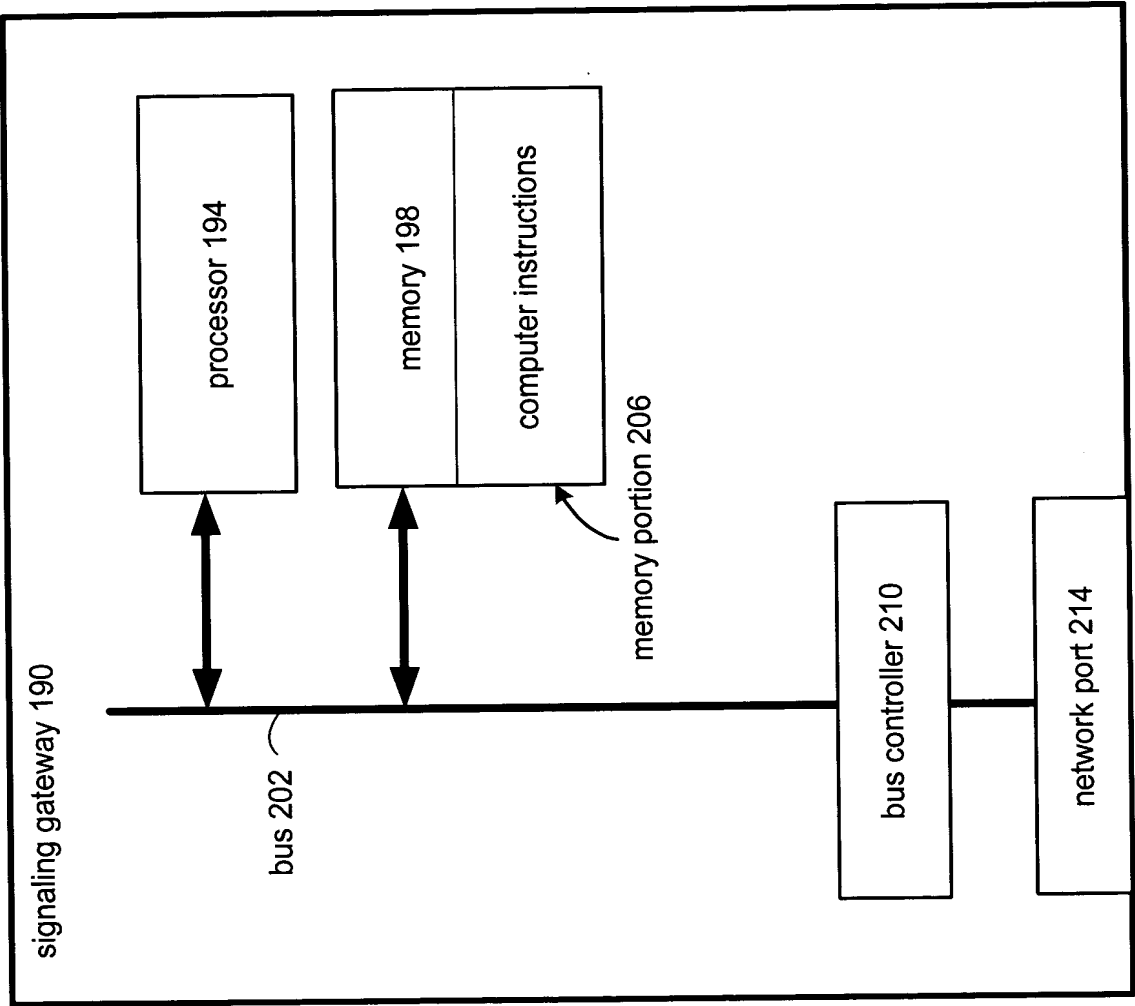 signaling gateway 190
processor 194
memory 198
computer instructions
memory portion 206
bus 202
bus controller 210
network port 214